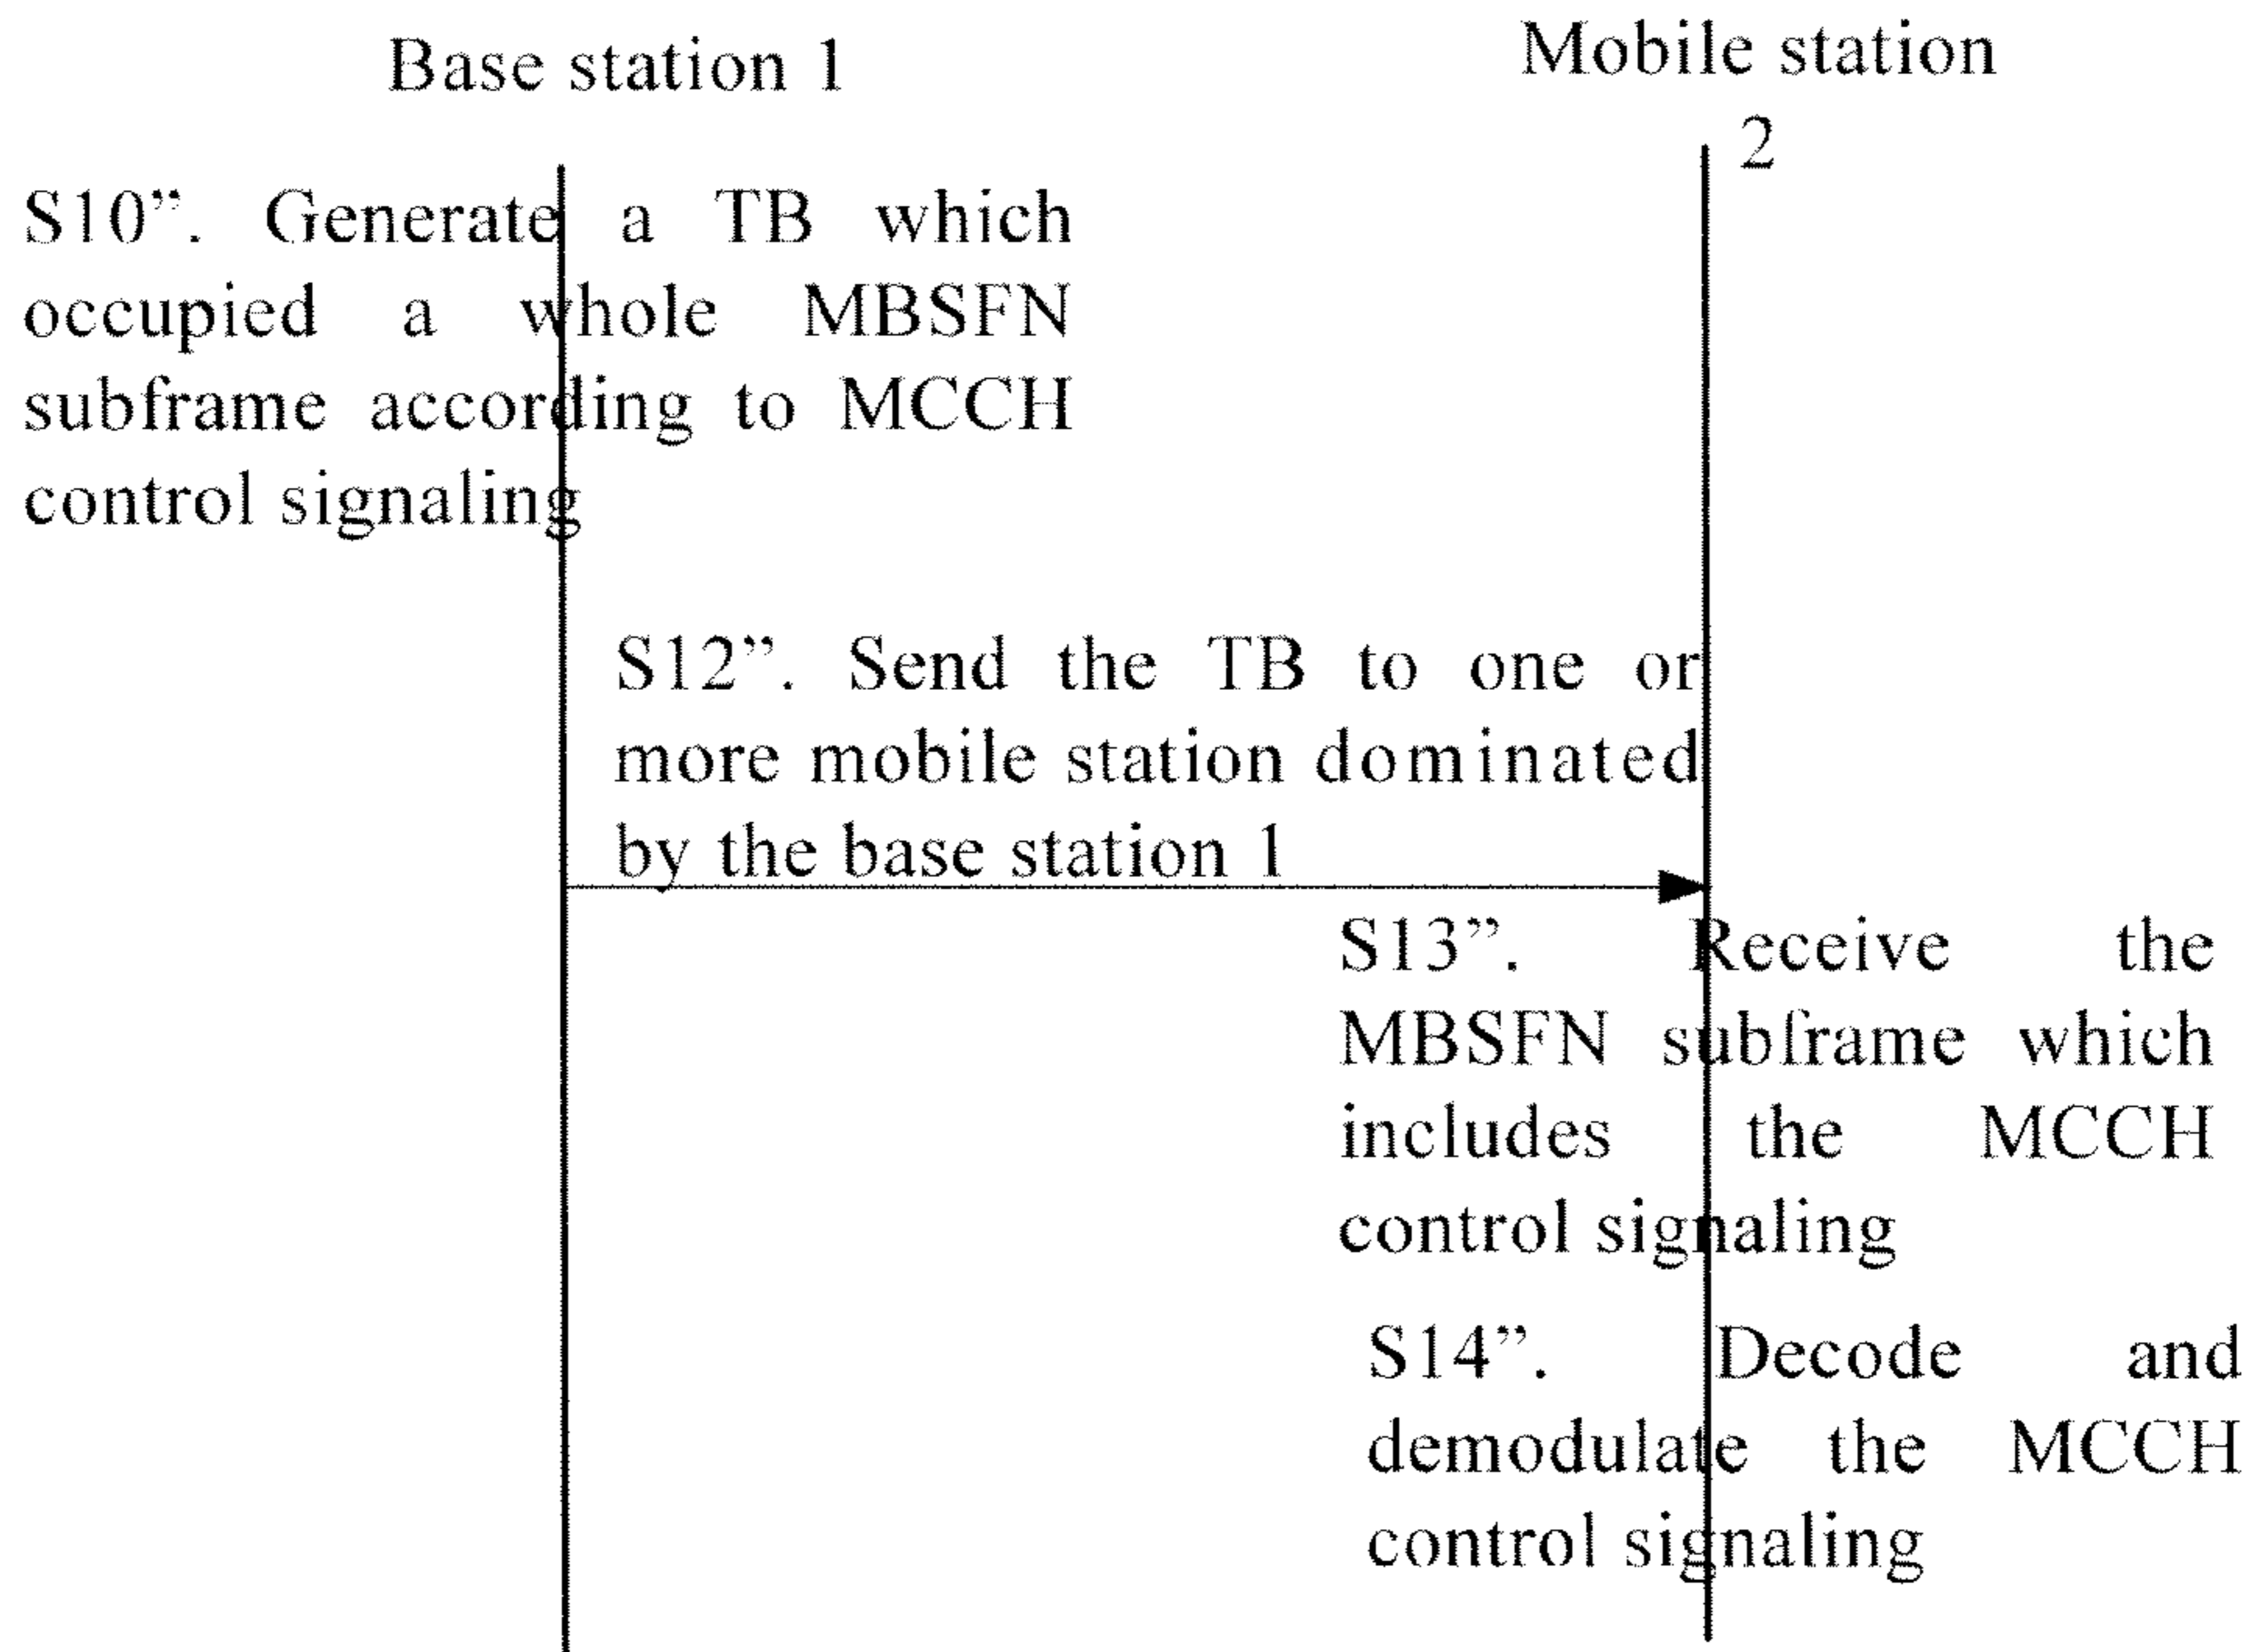 Base station 1
Mobile station
2
S10”. Generate a TB which
occupied a whole MBSFN
subframe according to MCCH
control signaling
S12”. Send the TB to one or
more mobile station dominated
by the base station 1
S13”. Receive the
MBSFN subframe which
includes the MCCH
control signaling
S14”. Decode and
demodulate the MCCH
control signaling